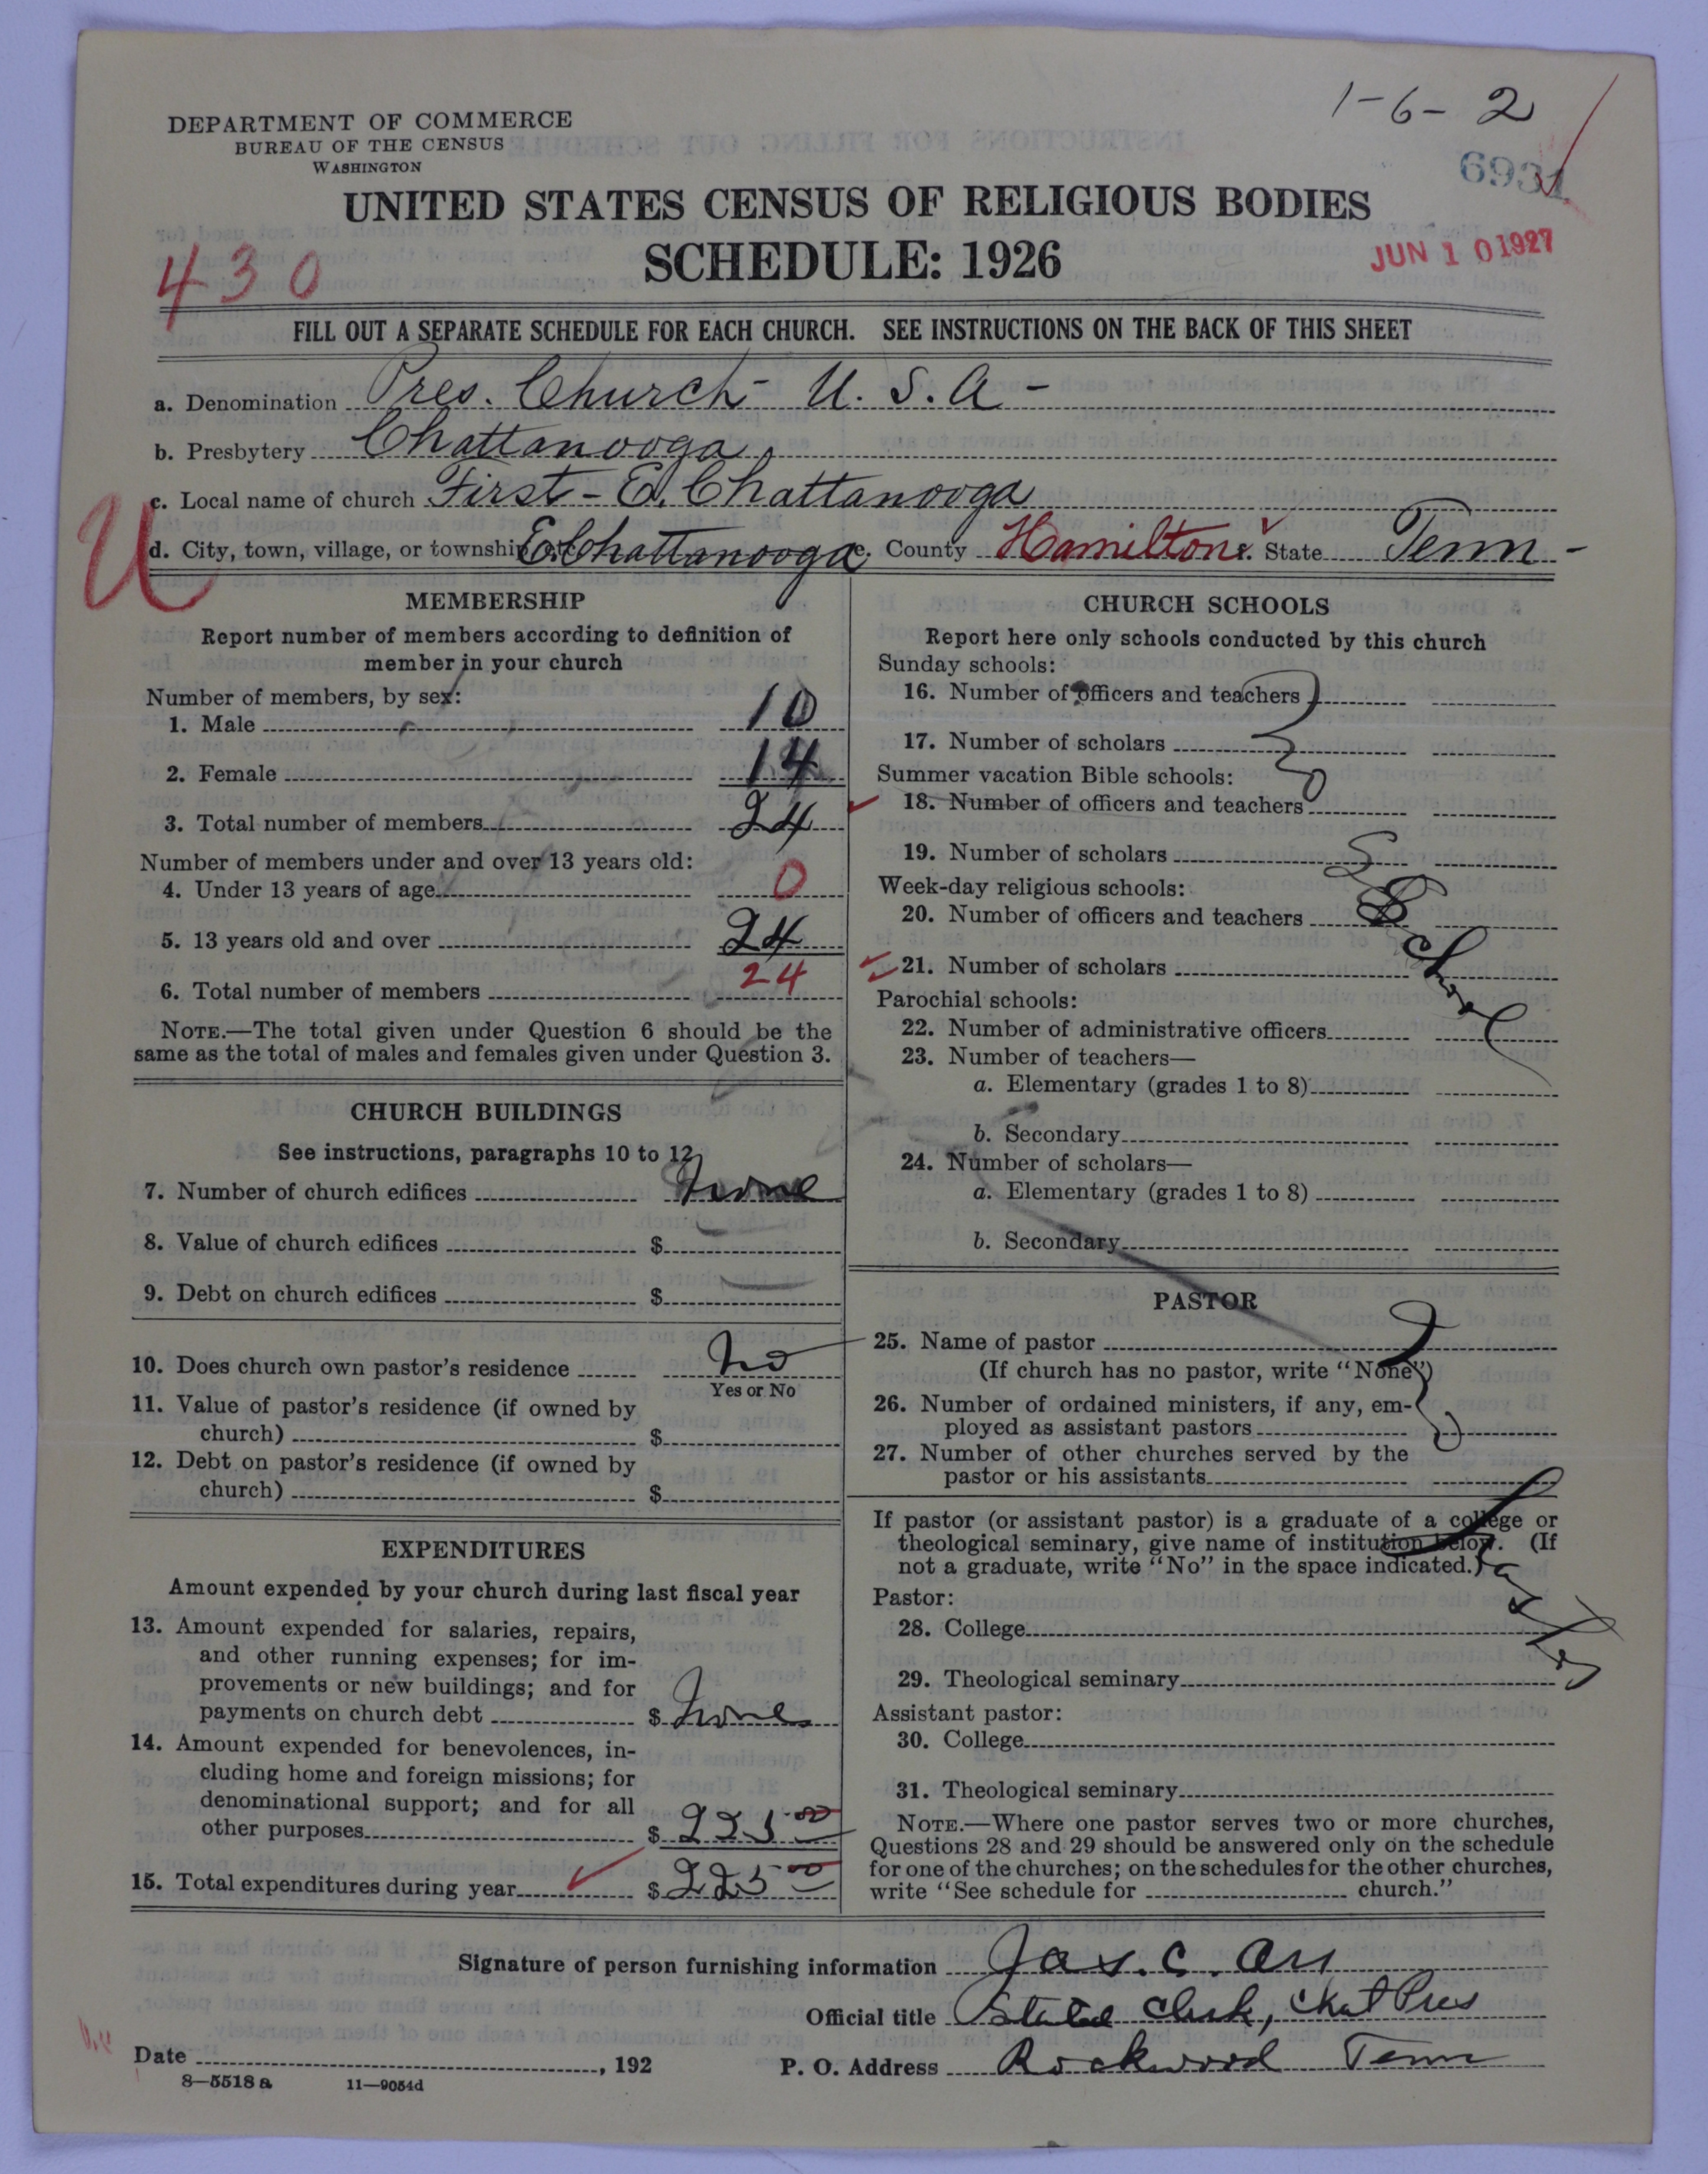 1-6-2
DEPARTMENT OF COMMERCE
BUREAU OF THE CENSUS
WASHINGTON
6931
UNITED STATES CENSUS OF RELIGIOUS BODIES
SCHEDULE: 1926
JUN 10 1927
430
FILL OUT A SEPARATE SCHEDULE FOR EACH CHURCH. SEE INSTRUCTIONS ON THE BACK OF THIS SHEET
a. Denomination Pres. Church - U.S.A -
b. Presbytery Chattanooga
c. Local name of church First - E. Chattanooga
U
d. City, town, village, or township, etc. E. Chattanooga e. County Hamilton f. State Tenn -
MEMBERSHIP
Report number of members according to definition of
member in your church
Number of members, by sex:
1. Male 10
2. Female 14
3. Total number of members 24
Number of members under and over 13 years old:
4. Under 13 years of age 0
5. 13 years old and over 24
6. Total number of members 24
NOTE.—The total given under Question 6 should be the
same as the total of males and females given under Question 3.
CHURCH BUILDINGS
See instructions, paragraphs 10 to 12
7. Number of church edifices None
8. Value of church edifices $
9. Debt on church edifices $
10. Does church own pastor's residence No
Yes or No
11. Value of pastor's residence (if owned by
church) $
12. Debt on pastor's residence (if owned by
church) $
EXPENDITURES
Amount expended by your church during last fiscal year
13. Amount expended for salaries, repairs,
and other running expenses; for im-
provements or new buildings; and for
payments on church debt $ None
14. Amount expended for benevolences, in-
cluding home and foreign missions; for
denominational support; and for all
other purposes $ 225 00
15. Total expenditures during year $ 225 00
CHURCH SCHOOLS
Report here only schools conducted by this church
Sunday schools:
16. Number of officers and teachers
17. Number of scholars
Summer vacation Bible schools:
18. Number of officers and teachers
19. Number of scholars
Week-day religious schools:
20. Number of officers and teachers
21. Number of scholars
No S School
Parochial schools:
22. Number of administrative officers
23. Number of teachers—
a. Elementary (grades 1 to 8)
b. Secondary
24. Number of scholars—
a. Elementary (grades 1 to 8)
b. Secondary
PASTOR
25. Name of pastor
(If church has no pastor, write "None")
26. Number of ordained ministers, if any, em-
ployed as assistant pastors
27. Number of other churches served by the
pastor or his assistants
No Pastor
If pastor (or assistant pastor) is a graduate of a college or
theological seminary, give name of institution below. (If
not a graduate, write "No" in the space indicated.)
Pastor:
28. College
29. Theological seminary
Assistant pastor:
30. College
31. Theological seminary
NOTE.—Where one pastor serves two or more churches,
Questions 28 and 29 should be answered only on the schedule
for one of the churches; on the schedules for the other churches,
write "See schedule for church."
Signature of person furnishing information Jas. C. Orr
Official title Stated Clerk, Chat Pres
Date , 192 P. O. Address Rockwood Tenn
8—5518 a 11—9054d